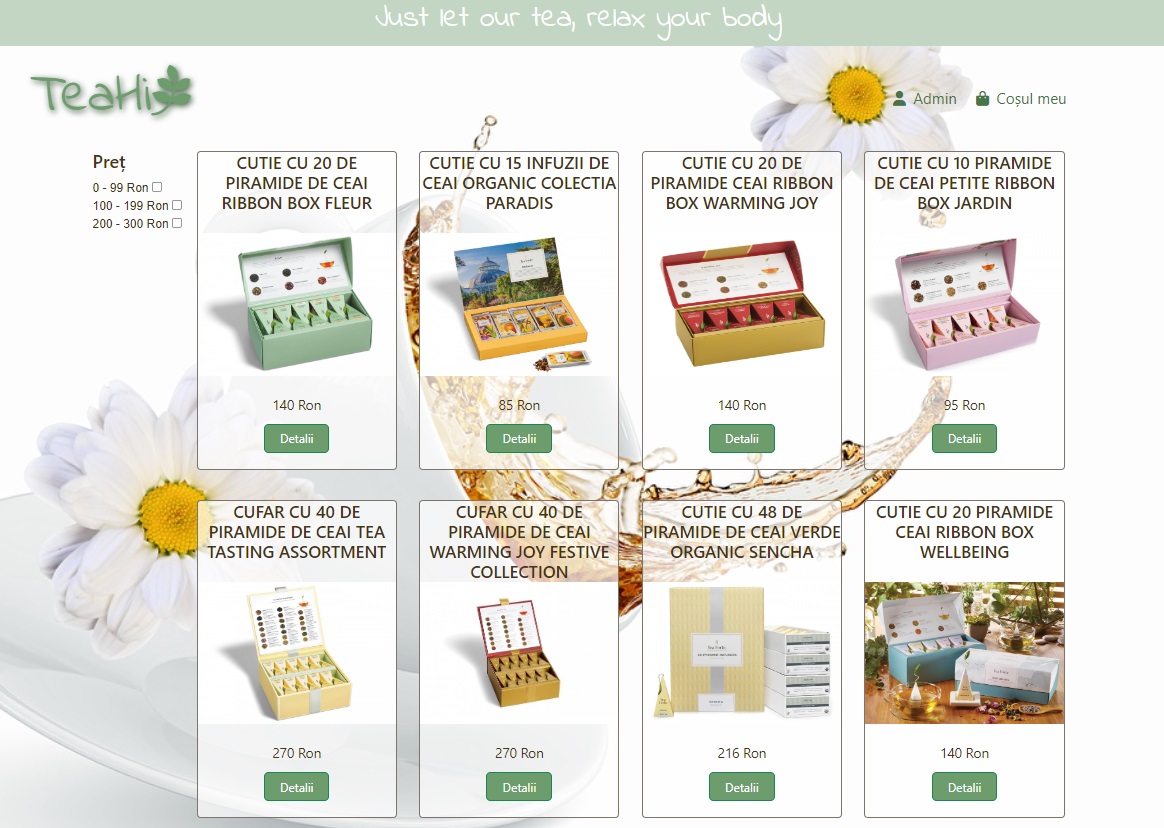 Just let our tea, relax your body
TeaHiy
Admin
Coșul meu
Preț
0 - 99 Ron
100 - 199 Ron
200 - 300 Ron
CUTIE CU 20 DE
PIRAMIDE DE CEAI
RIBBON BOX FLEUR
140 Ron
Detalii
CUTIE CU 15 INFUZII DE
CEAI ORGANIC COLECTIA
PARADIS
85 Ron
Detalii
CUTIE CU 20 DE
PIRAMIDE CEAI RIBBON
BOX WARMING JOY
140 Ron
Detalii
CUTIE CU 10 PIRAMIDE
DE CEAI PETITE RIBBON
BOX JARDIN
95 Ron
Detalii
CUFAR CU 40 DE
PIRAMIDE DE CEAI TEA
TASTING ASSORTMENT
270 Ron
Detalii
CUFAR CU 40 DE
PIRAMIDE DE CEAI
WARMING JOY FESTIVE
COLLECTION
270 Ron
Detalii
CUTIE CU 48 DE
PIRAMIDE DE CEAI VERDE
ORGANIC SENCHA
216 Ron
Detalii
CUTIE CU 20 PIRAMIDE
CEAI RIBBON BOX
WELLBEING
140 Ron
Detalii